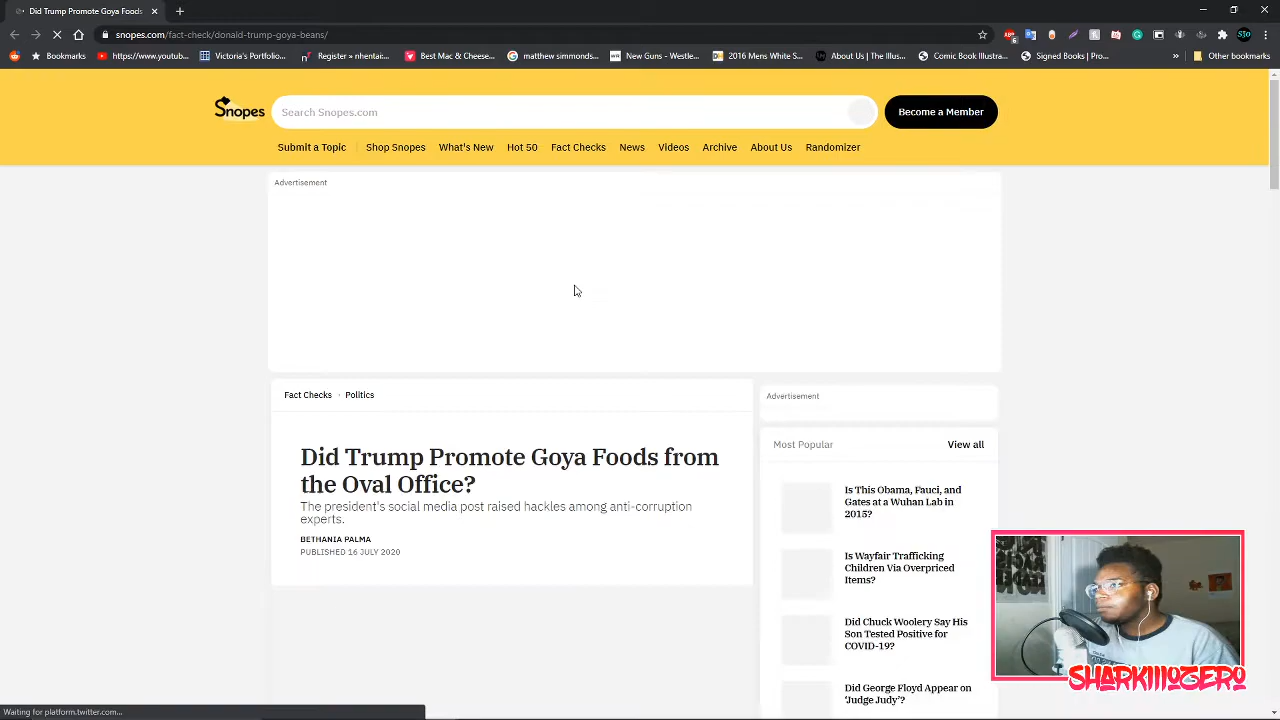 Did Trump Promote Goya Foods
snopes.com/fact-check/donald-trump-goya-beans/
https://www.youtub...
Victoria's Portfolio...
Register » nhentai...
Best Mac & Cheese...
matthew simmonds...
New Guns - Westle...
2016 Mens White S...
About Us | The Illus...
Comic Book Illustra...
Signed Books | Pro...
»
Other bookmarks
Snopes
Search Snopes.com
Become a Member
Submit a Topic
Shop Snopes
What's New
Hot 50
Fact Checks
News
Videos
Archive
About Us
Randomizer
Advertisement
Fact Checks › Politics
Did Trump Promote Goya Foods from
the Oval Office?
The president's social media post raised hackles among anti-corruption
experts.
BETHANIA PALMA
PUBLISHED 16 JULY 2020
Advertisement
Most Popular
View all
Is This Obama, Fauci, and
Gates at a Wuhan Lab in
2015?
Is Wayfair Trafficking
Children Via Overpriced
Items?
Did Chuck Woolery Say His
Son Tested Positive for
COVID-19?
Did George Floyd Appear on
'Judge Judy'?
SHARK1110ZERO
Waiting for platform.twitter.com...